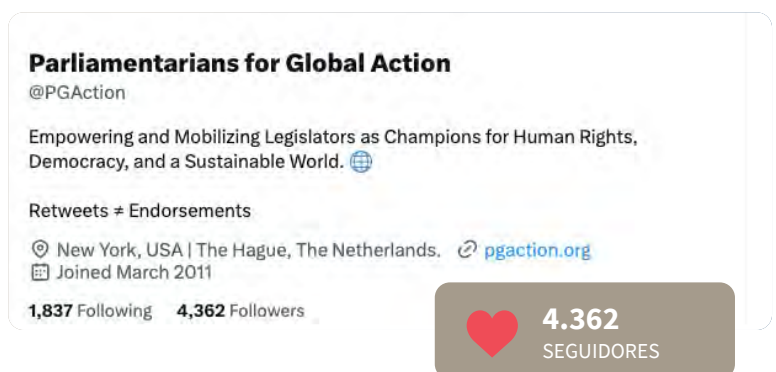 Parliamentarians for Global Action
@PGAction
Empowering and Mobilizing Legislators as Champions for Human Rights,
Democracy, and a Sustainable World. 🌐
Retweets ≠ Endorsements
New York, USA | The Hague, The Netherlands. pgaction.org
Joined March 2011
1,837 Following 4,362 Followers
4.362
SEGUIDORES